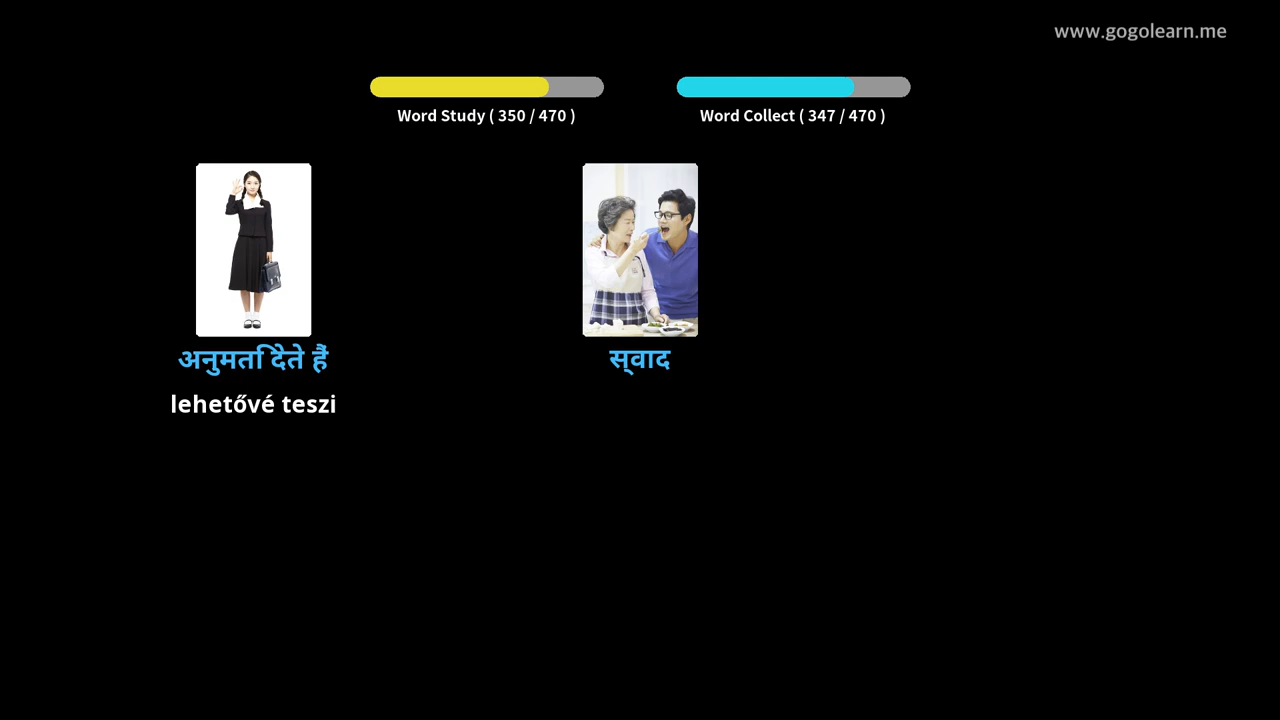 www.gogolearn.me
Word Study ( 350 / 470 )
Word Collect ( 347 / 470 )
अनुमति देते हैं
स्वाद
lehetővé teszi